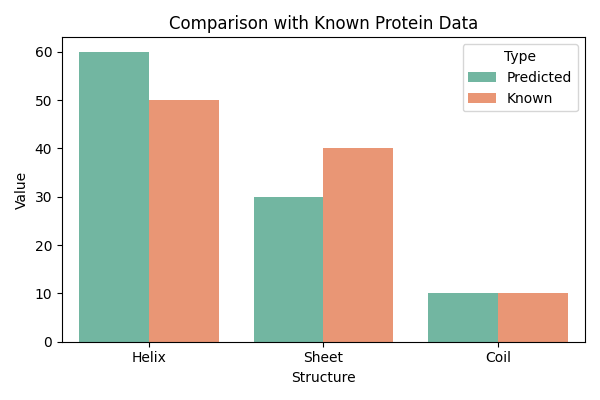 Comparison with Known Protein Data
Type
Predicted
Known
Value
60
50
40
30
20
10
0
Helix
Sheet
Coil
Structure